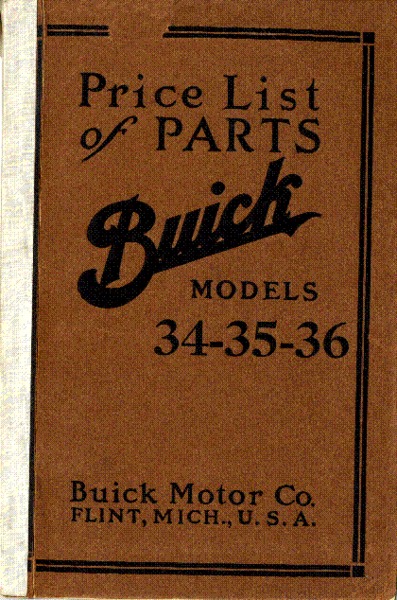 Price List
of PARTS
Buick
MODELS
34-35-36
Buick Motor Co.
FLINT, MICH., U. S. A.